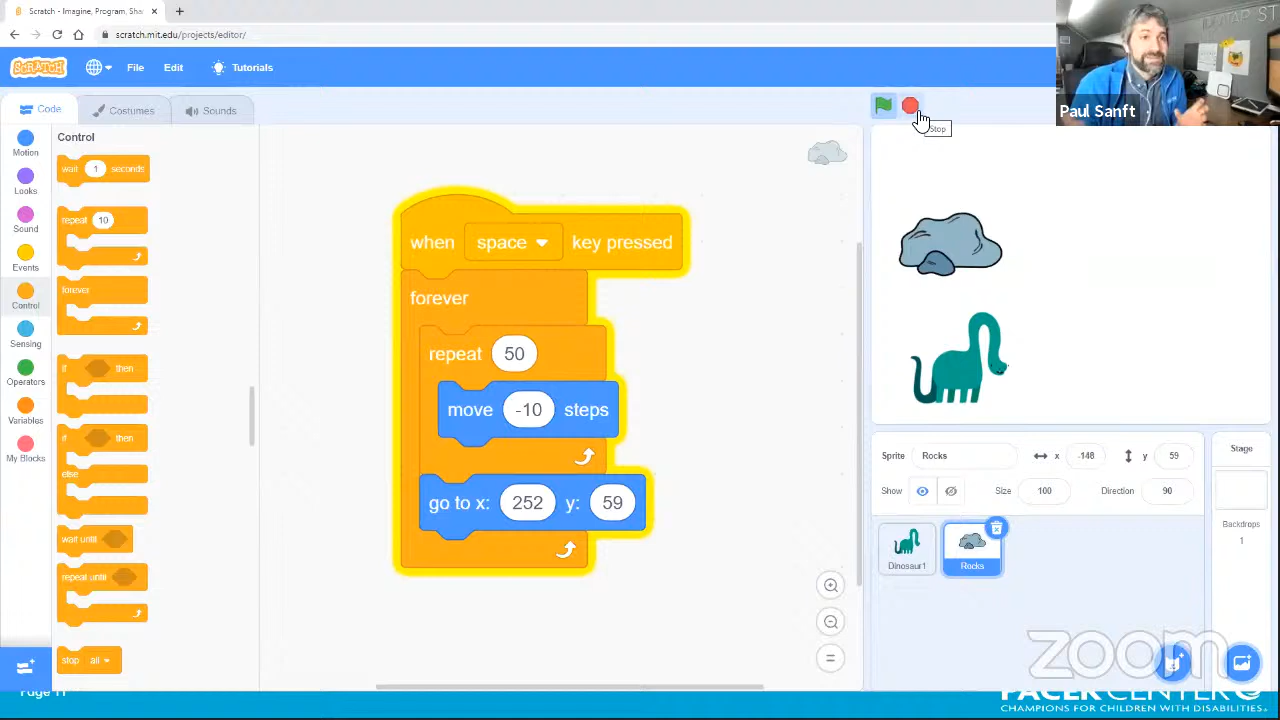 Scratch - Imagine, Program, Sha
scratch.mit.edu/projects/editor/
SCRATCH
File
Edit
Tutorials
Code
Costumes
Sounds
Stop
Paul Sanft
Motion
Looks
Sound
Events
Control
Sensing
Operators
Variables
My Blocks
Control
wait 1 seconds
repeat 10
forever
if then
if then
else
wait until
repeat until
stop all
when space key pressed
forever
repeat 50
move -10 steps
go to x: 252 y: 59
Sprite Rocks x -148 y 59
Show Size 100 Direction 90
Dinosaur1
Rocks
Stage
Backdrops
1
zoom
Page 11
PACER CENTER
CHAMPIONS FOR CHILDREN WITH DISABILITIES.